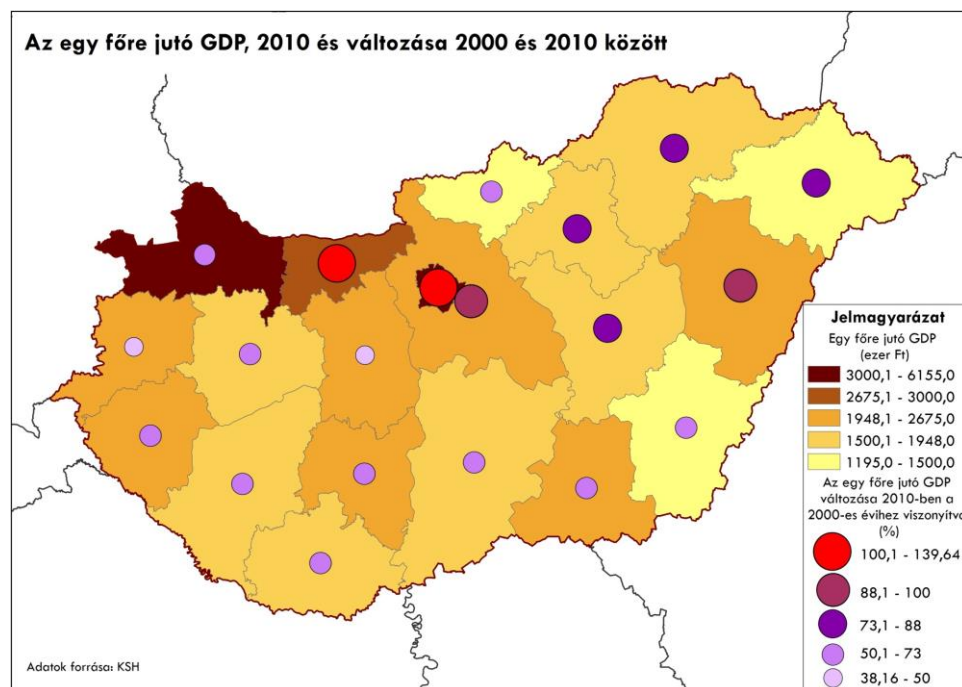 Az egy főre jutó GDP, 2010 és változása 2000 és 2010 között
Jelmagyarázat
Egy főre jutó GDP
(ezer Ft)
3000,1 - 6155,0
2675,1 - 3000,0
1948,1 - 2675,0
1500,1 - 1948,0
1195,0 - 1500,0
Az egy főre jutó GDP
változása 2010-ben a
2000-es évihez viszonyítva
(%)
100,1 - 139,64
88,1 - 100
73,1 - 88
50,1 - 73
38,16 - 50
Adatok forrása: KSH